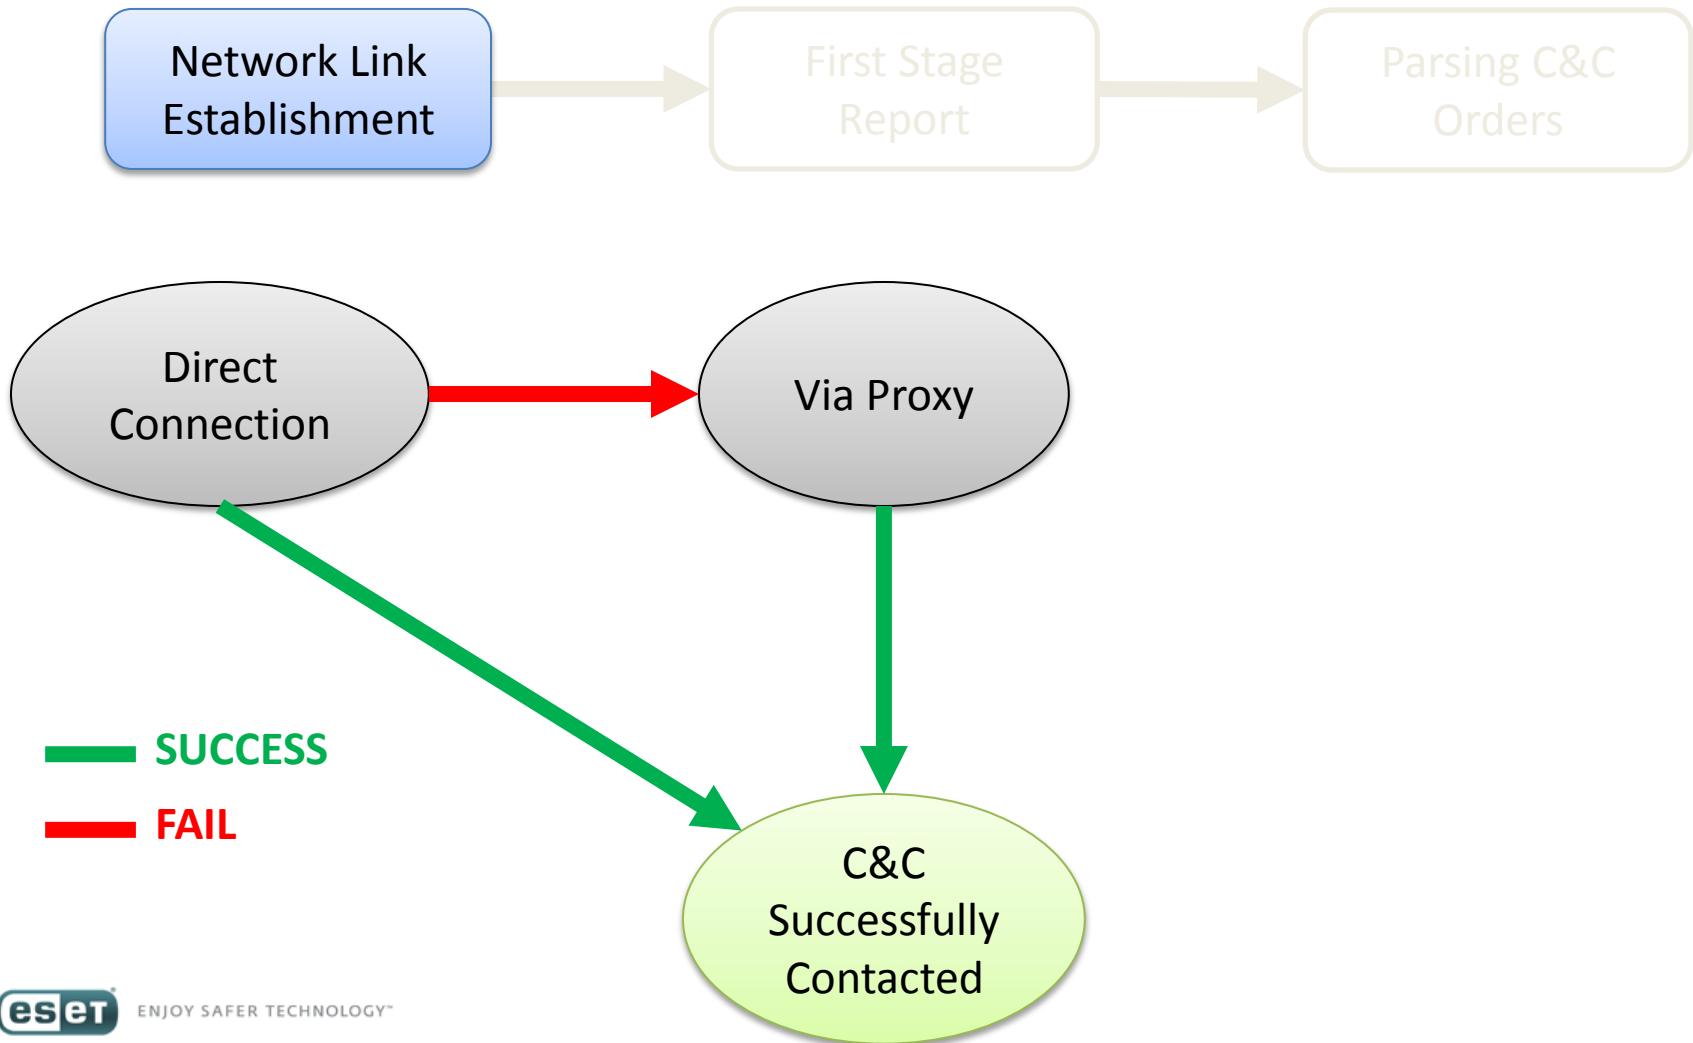 Network Link
Establishment
First Stage
Report
Parsing C&C
Orders
Direct
Connection
Via Proxy
SUCCESS
FAIL
C&C
Successfully
Contacted
eset ENJOY SAFER TECHNOLOGY™